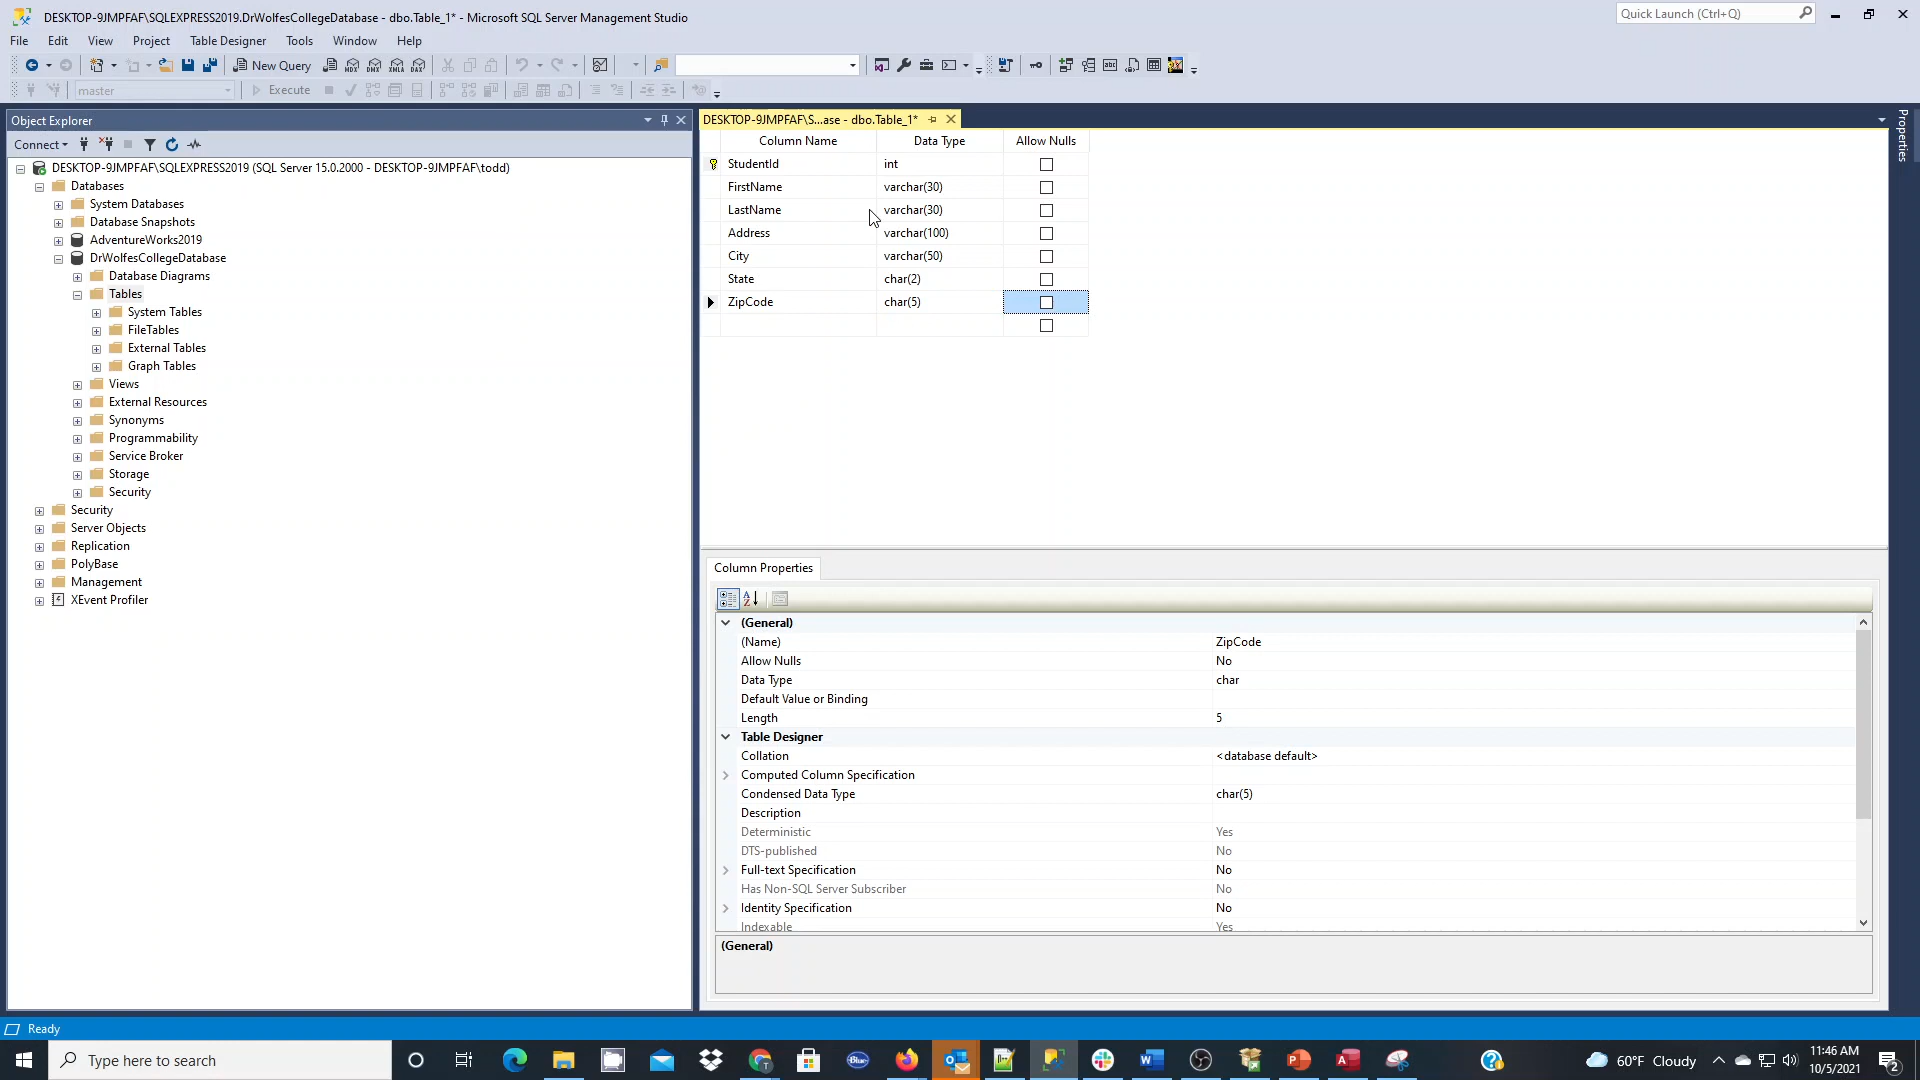 DESKTOP-9JMPFAF\SQLEXPRESS2019.DrWolfesCollegeDatabase - dbo.Table_1* - Microsoft SQL Server Management Studio
Quick Launch (Ctrl+Q)
File Edit View Project Table Designer Tools Window Help
New Query
MDX DMX XMLA DAX
abc
master
Execute
Object Explorer
DESKTOP-9JMPFAF\S...ase - dbo.Table_1*
Properties
Connect
DESKTOP-9JMPFAF\SQLEXPRESS2019 (SQL Server 15.0.2000 - DESKTOP-9JMPFAF\todd)
Databases
System Databases
Database Snapshots
AdventureWorks2019
DrWolfesCollegeDatabase
Database Diagrams
Tables
System Tables
FileTables
External Tables
Graph Tables
Views
External Resources
Synonyms
Programmability
Service Broker
Storage
Security
Security
Server Objects
Replication
PolyBase
Management
XEvent Profiler
Column Name Data Type Allow Nulls
StudentId int
FirstName varchar(30)
LastName varchar(30)
Address varchar(100)
City varchar(50)
State char(2)
ZipCode char(5)
Column Properties
(General)
(Name) ZipCode
Allow Nulls No
Data Type char
Default Value or Binding
Length 5
Table Designer
Collation <database default>
Computed Column Specification
Condensed Data Type char(5)
Description
Deterministic Yes
DTS-published No
Full-text Specification No
Has Non-SQL Server Subscriber No
Identity Specification No
Indexable Yes
(General)
Ready
Type here to search
Blue
60°F Cloudy
11:46 AM
10/5/2021
2